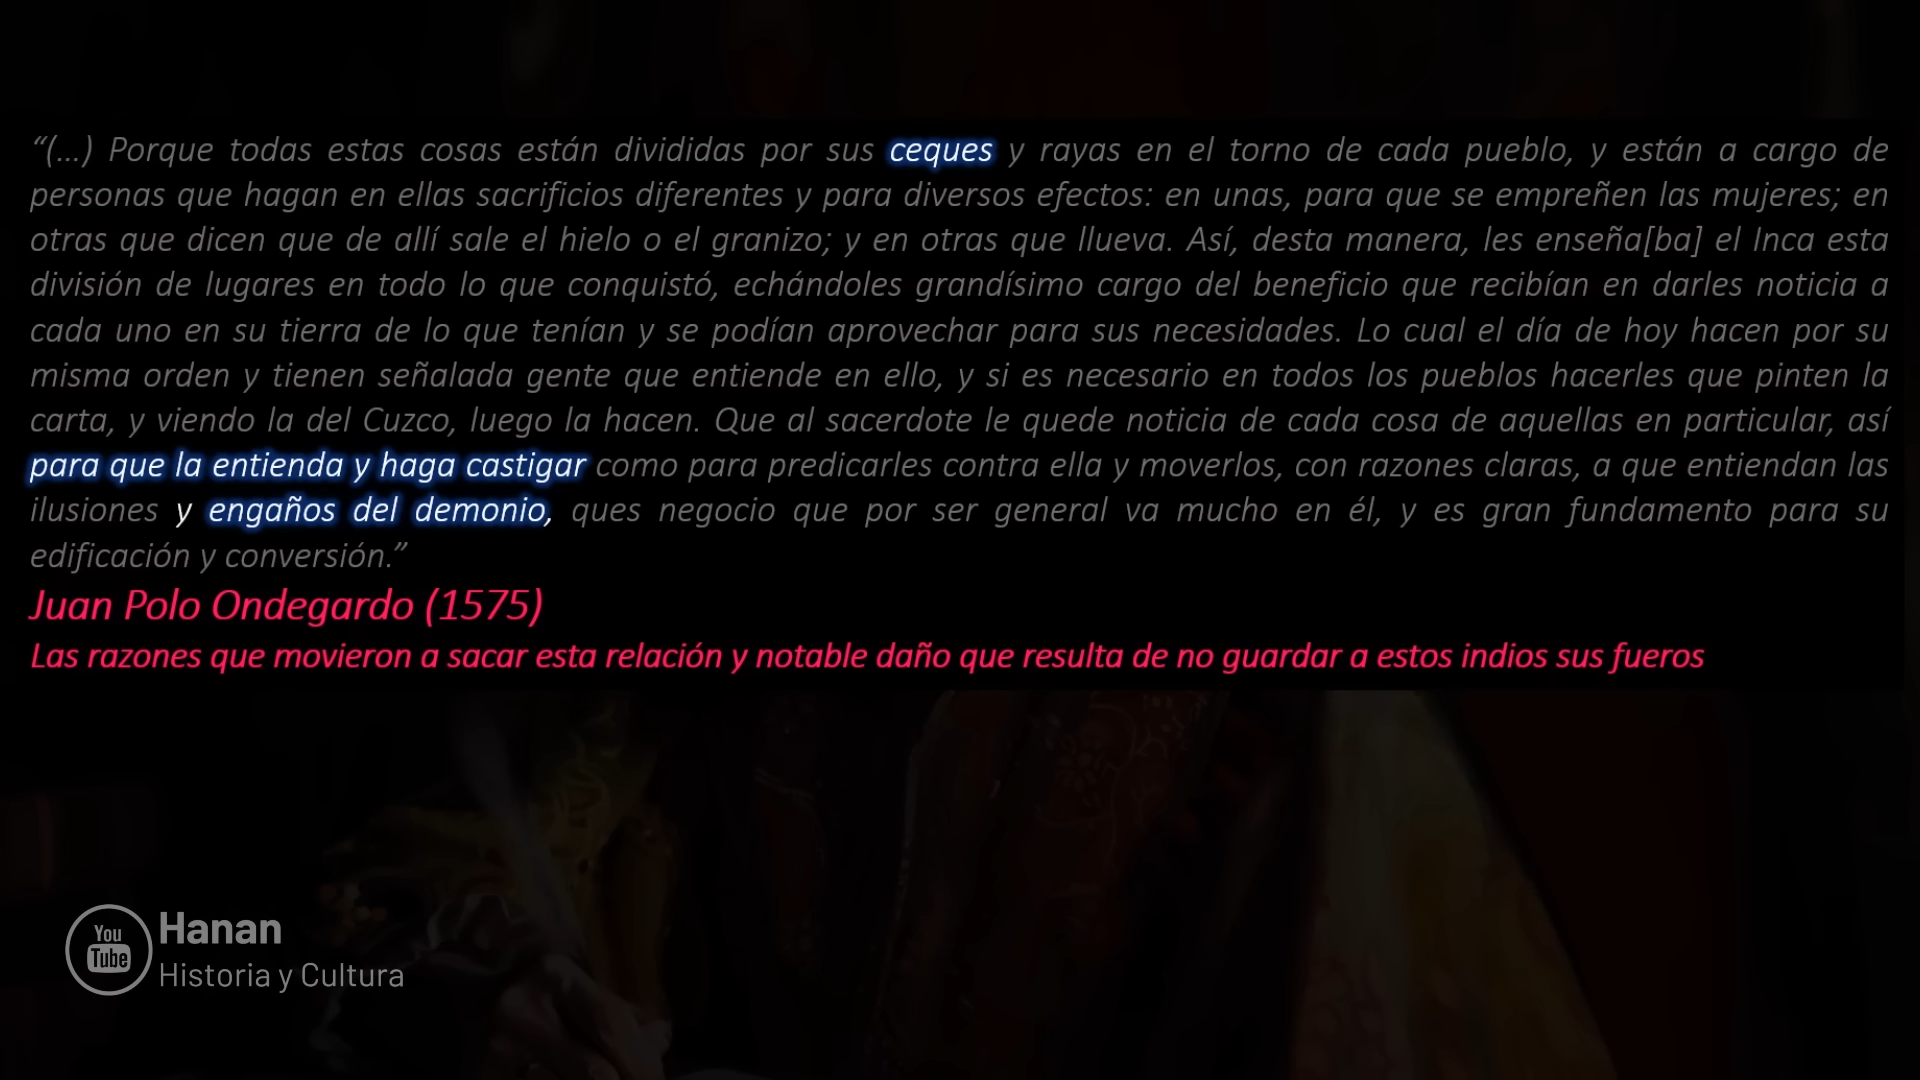 “(...) Porque todas estas cosas están divididas por sus ceques y rayas en el torno de cada pueblo, y están a cargo de
personas que hagan en ellas sacrificios diferentes y para diversos efectos: en unas, para que se empreñen las mujeres; en
otras que dicen que de allí sale el hielo o el granizo; y en otras que llueva. Así, desta manera, les enseña[ba] el Inca esta
división de lugares en todo lo que conquistó, echándoles grandísimo cargo del beneficio que recibían en darles noticia a
cada uno en su tierra de lo que tenían y se podían aprovechar para sus necesidades. Lo cual el día de hoy hacen por su
misma orden y tienen señalada gente que entiende en ello, y si es necesario en todos los pueblos hacerles que pinten la
carta, y viendo la del Cuzco, luego la hacen. Que al sacerdote le quede noticia de cada cosa de aquellas en particular, así
para que la entienda y haga castigar como para predicarles contra ella y moverlos, con razones claras, a que entiendan las
ilusiones y engaños del demonio, ques negocio que por ser general va mucho en él, y es gran fundamento para su
edificación y conversión.”
Juan Polo Ondegardo (1575)
Las razones que movieron a sacar esta relación y notable daño que resulta de no guardar a estos indios sus fueros
You
Tube
Hanan
Historia y Cultura